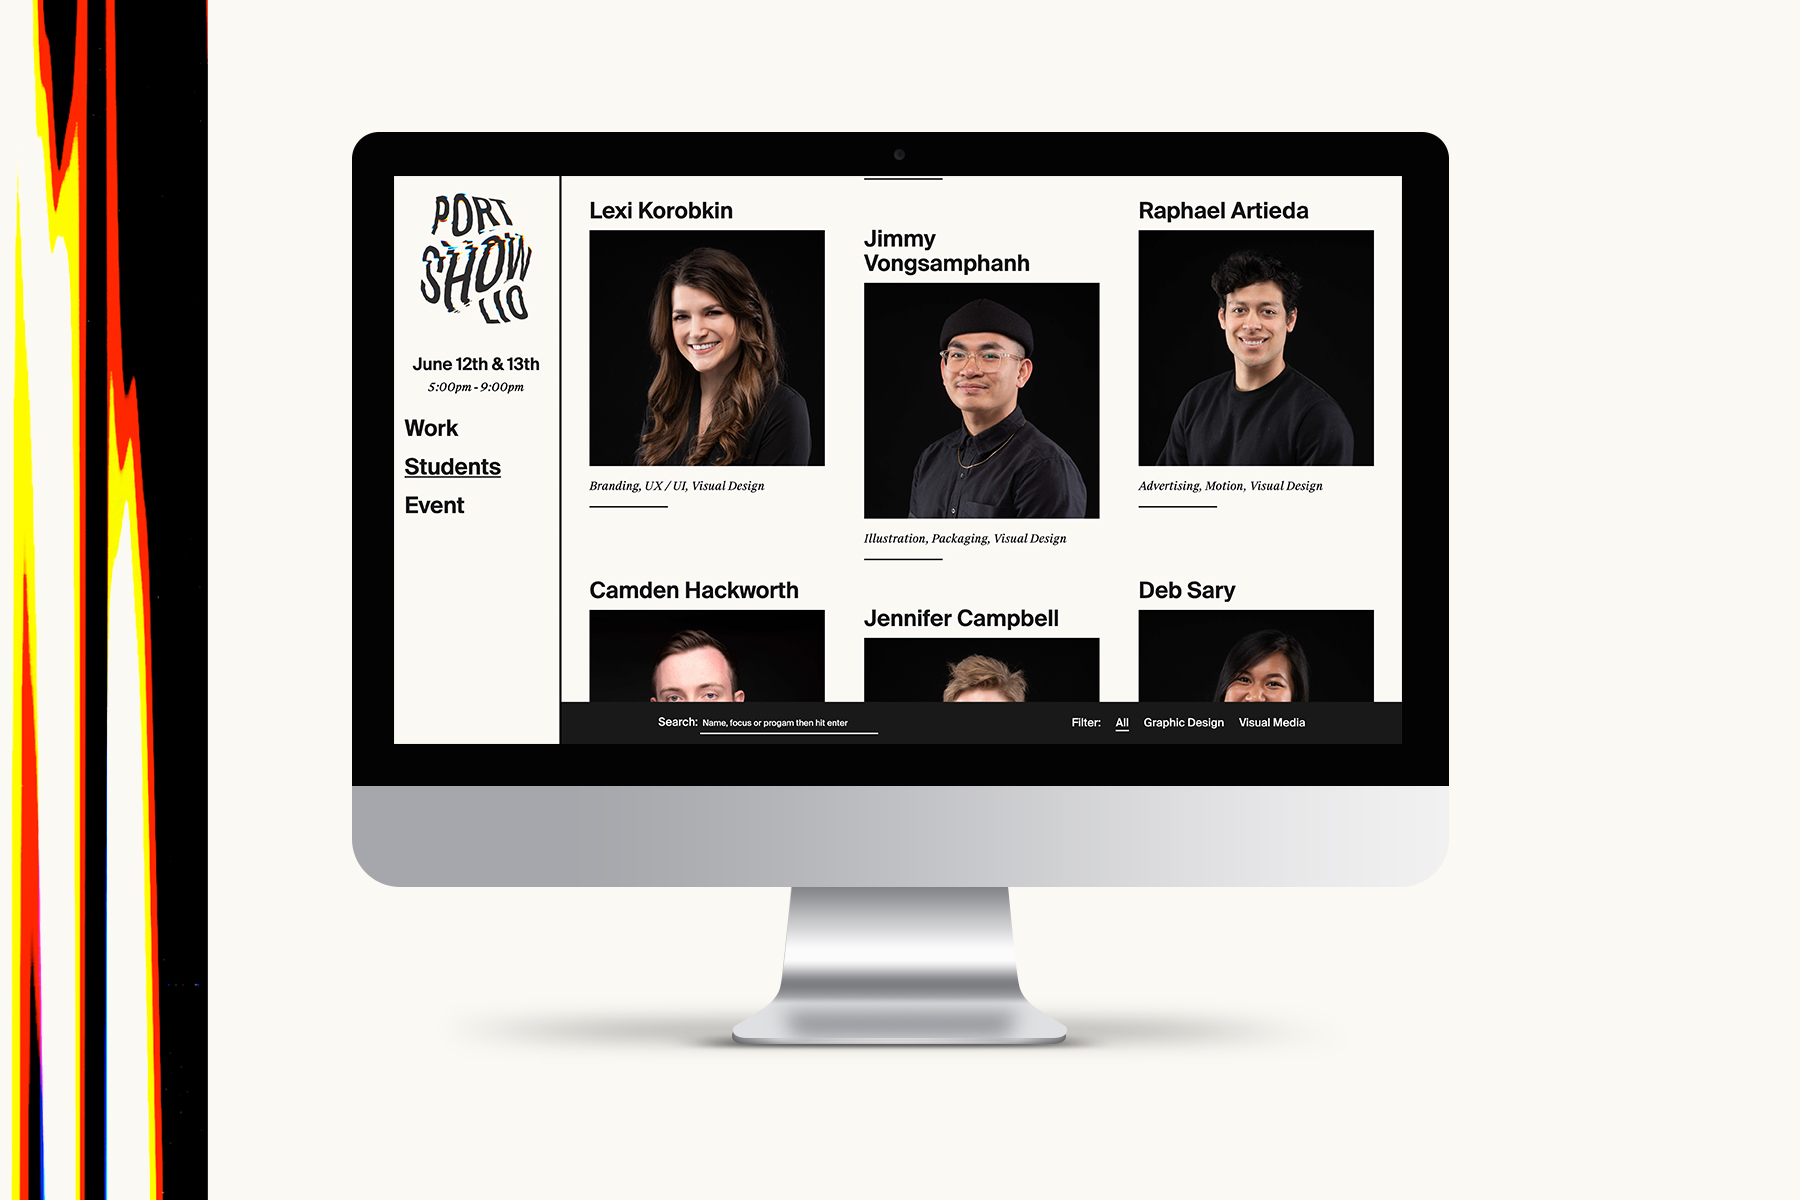 PORT
SHOW
LIO
June 12th & 13th
5:00pm - 9:00pm
Work
Students
Event
Lexi Korobkin
Branding, UX / UI, Visual Design
Jimmy
Vongsamphanh
Illustration, Packaging, Visual Design
Raphael Artieda
Advertising, Motion, Visual Design
Camden Hackworth
Jennifer Campbell
Deb Sary
Search: Name, focus or progam then hit enter
Filter: All Graphic Design Visual Media